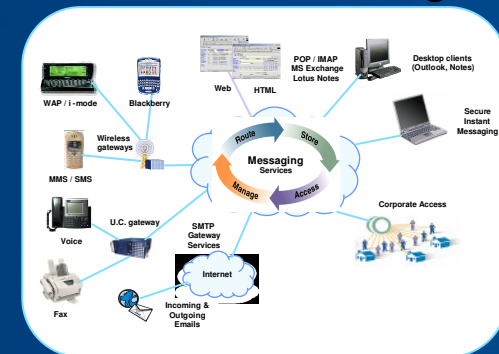 POP / IMAP
MS Exchange
Lotus Notes
Desktop clients
(Outlook, Notes)
Web
HTML
WAP / i-mode
Blackberry
Secure
Instant
Messaging
Wireless
gateways
Route
Store
Messaging
Services
Manage
Access
MMS / SMS
Corporate Access
U.C. gateway
SMTP
Gateway
Services
Voice
Internet
Fax
Incoming &
Outgoing
Emails